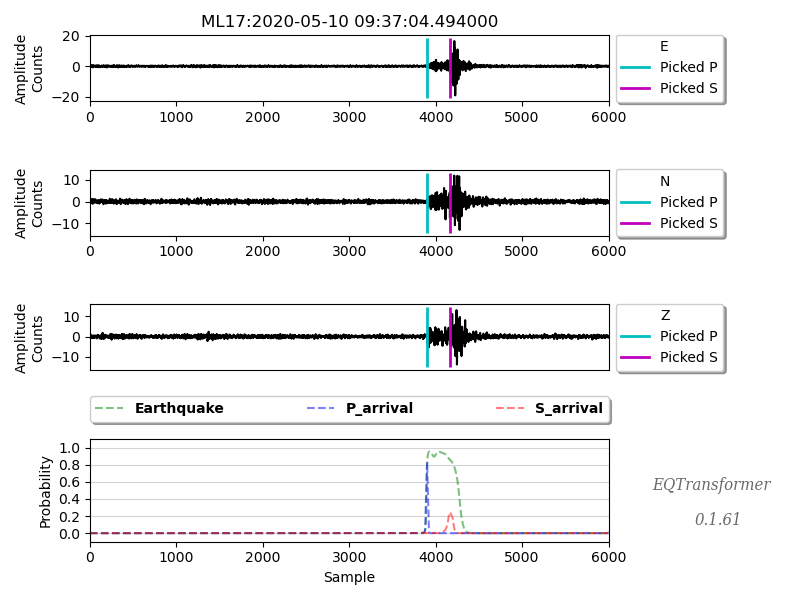 ML17:2020-05-10 09:37:04.494000
Amplitude
Counts
20
0
−20
0 1000 2000 3000 4000 5000 6000
E
Picked P
Picked S
Amplitude
Counts
10
0
−10
0 1000 2000 3000 4000 5000 6000
N
Picked P
Picked S
Amplitude
Counts
10
0
−10
Z
Picked P
Picked S
Earthquake P_arrival S_arrival
Probability
1.0
0.8
0.6
0.4
0.2
0.0
0 1000 2000 3000 4000 5000 6000
Sample
EQTransformer
0.1.61